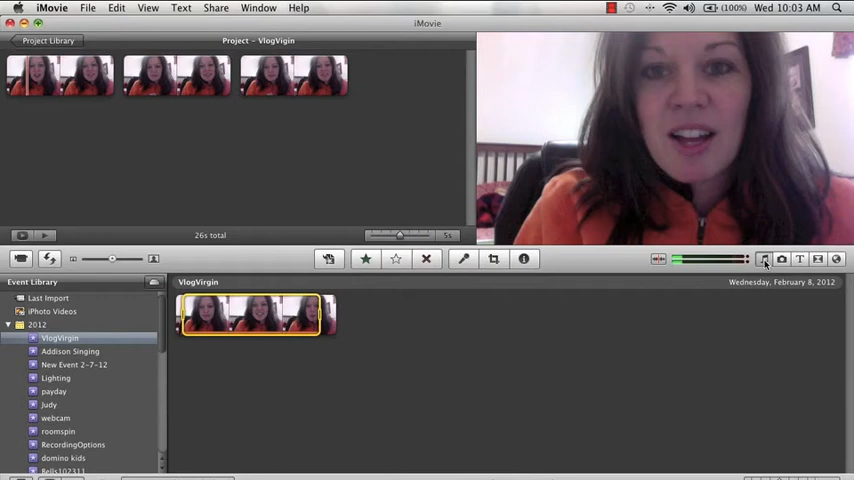 iMovie File Edit View Text Share Window Help (100%) Wed 10:03 AM
iMovie
Project Library Project - VlogVigin
26s total 5s
T
Event Library VlogVirgin Wednesday, February 8, 2012
Last Import
iPhoto Videos
2012
VlogVirgin
Addison Singing
New Event 2-7-12
Lighting
payday
Judy
webcam
roomspin
RecordingOptions
domino kids
Bells102311